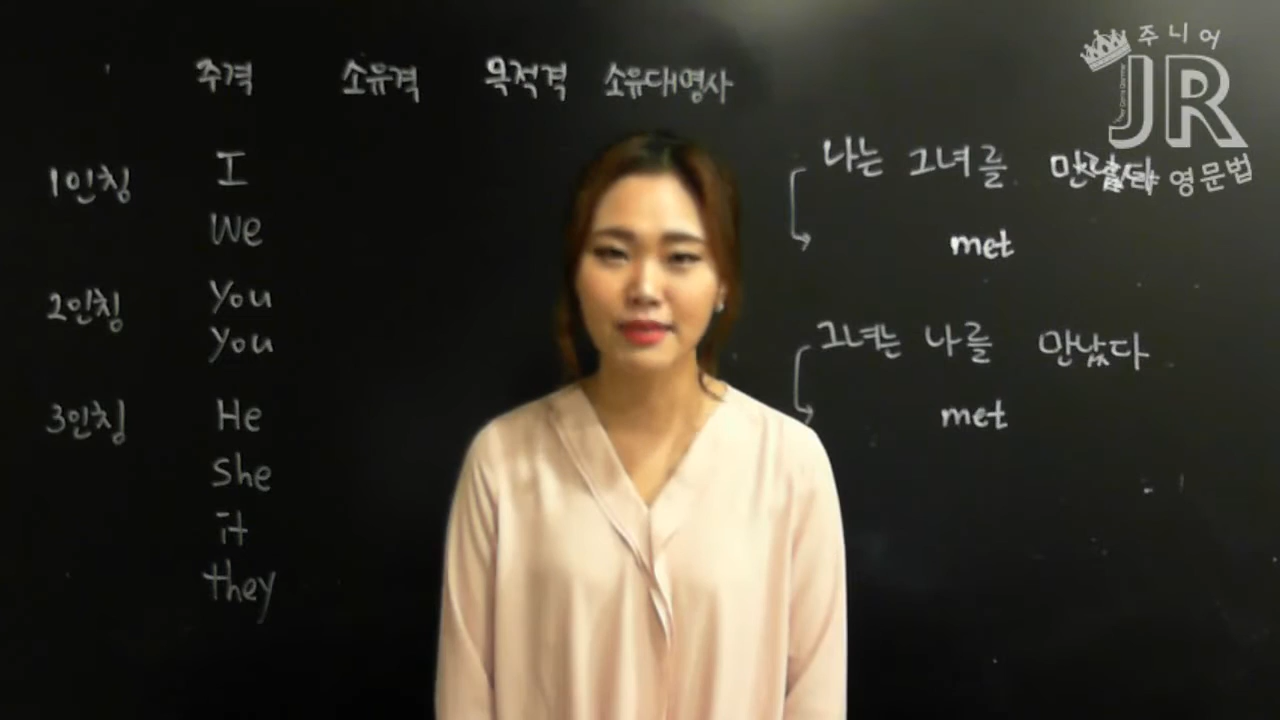 주격 소유격 목적격 소유대명사
1인칭 I
We
2인칭 You
You
3인칭 He
She
it
they
나는 그녀를 만났다
met
그녀는 나를 만났다
met
주니어
JR
영문법